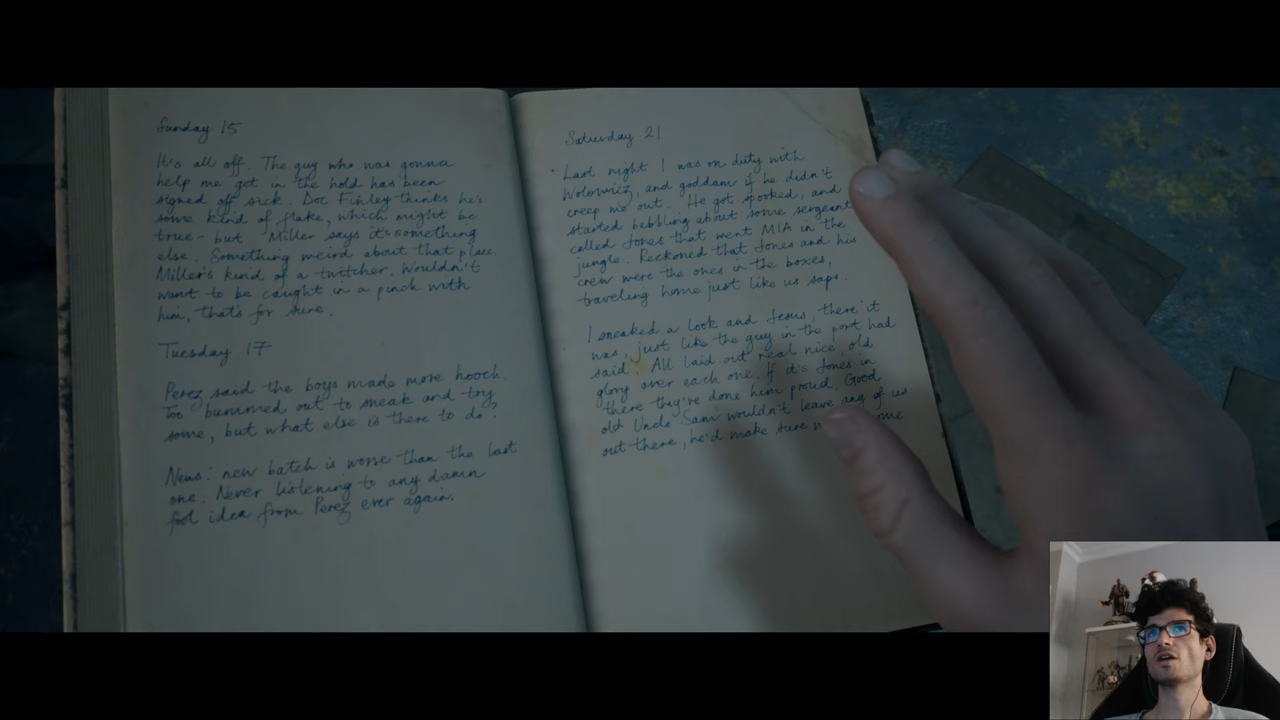 Sunday 15
It's all off. The guy who was gonna
help me get in the hold has been
signed off sick. Doc Finley thinks he's
some kind of flake, which might be
true - but Miller says it's something
else. Something weird about that place.
Miller's kind of a twitcher. Wouldn't
want to be caught in a pinch with
him, that's for sure.
Tuesday 17
Perez said the boys made more hooch.
Too bummed out to sneak and try
some, but what else is there to do?
News: new batch is worse than the last
one. Never listening to any damn
fool idea from Perez ever again.
Saturday 21
Last night I was on duty with
Wolowicz, and goddam if he didn't
creep me out. He got spooked, and
started babbling about some sergeant
called Jones that went MIA in the
jungle. Reckoned that Jones and his
crew were the ones in the boxes,
traveling home just like us saps.
I sneaked a look and Jesus, there it
was, just like the guy in the port had
said. All laid out real nice old
glory over each one. If it's Jones in
there they've done him proud. Good
old Uncle Sam wouldn't leave any of us
out there, he'd make sure